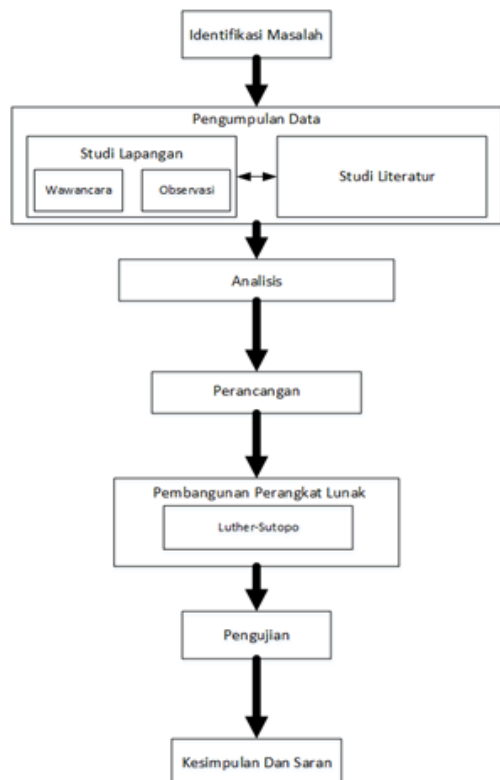 Identifikasi Masalah
Pengumpulan Data
Studi Lapangan
Wawancara
Observasi
Studi Literatur
Analisis
Perancangan
Pembangunan Perangkat Lunak
Luther-Sutopo
Pengujian
Kesimpulan Dan Saran